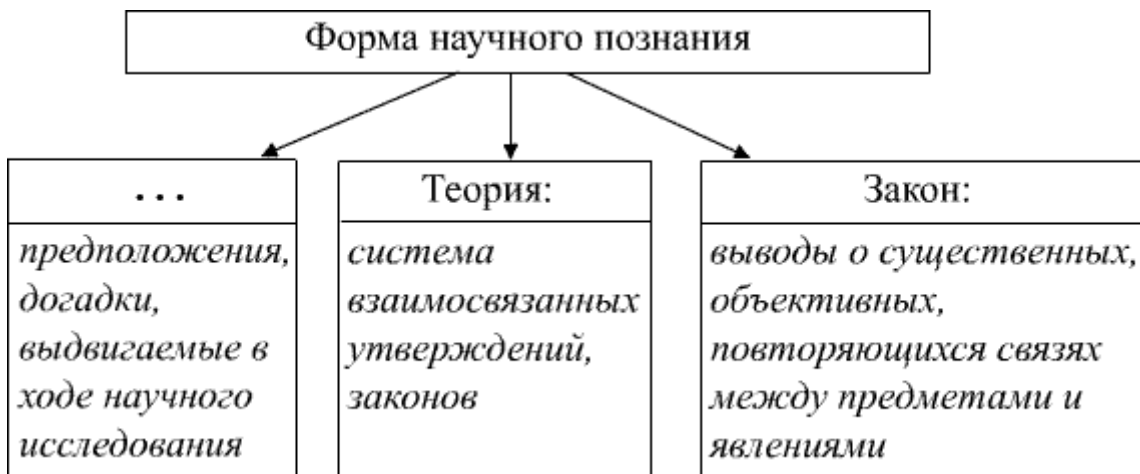 Форма научного познания
...
предположения,
догадки,
выдвигаемые в
ходе научного
исследования
Теория:
система
взаимосвязанных
утверждений,
законов
Закон:
выводы о существенных,
объективных,
повторяющихся связях
между предметами и
явлениями